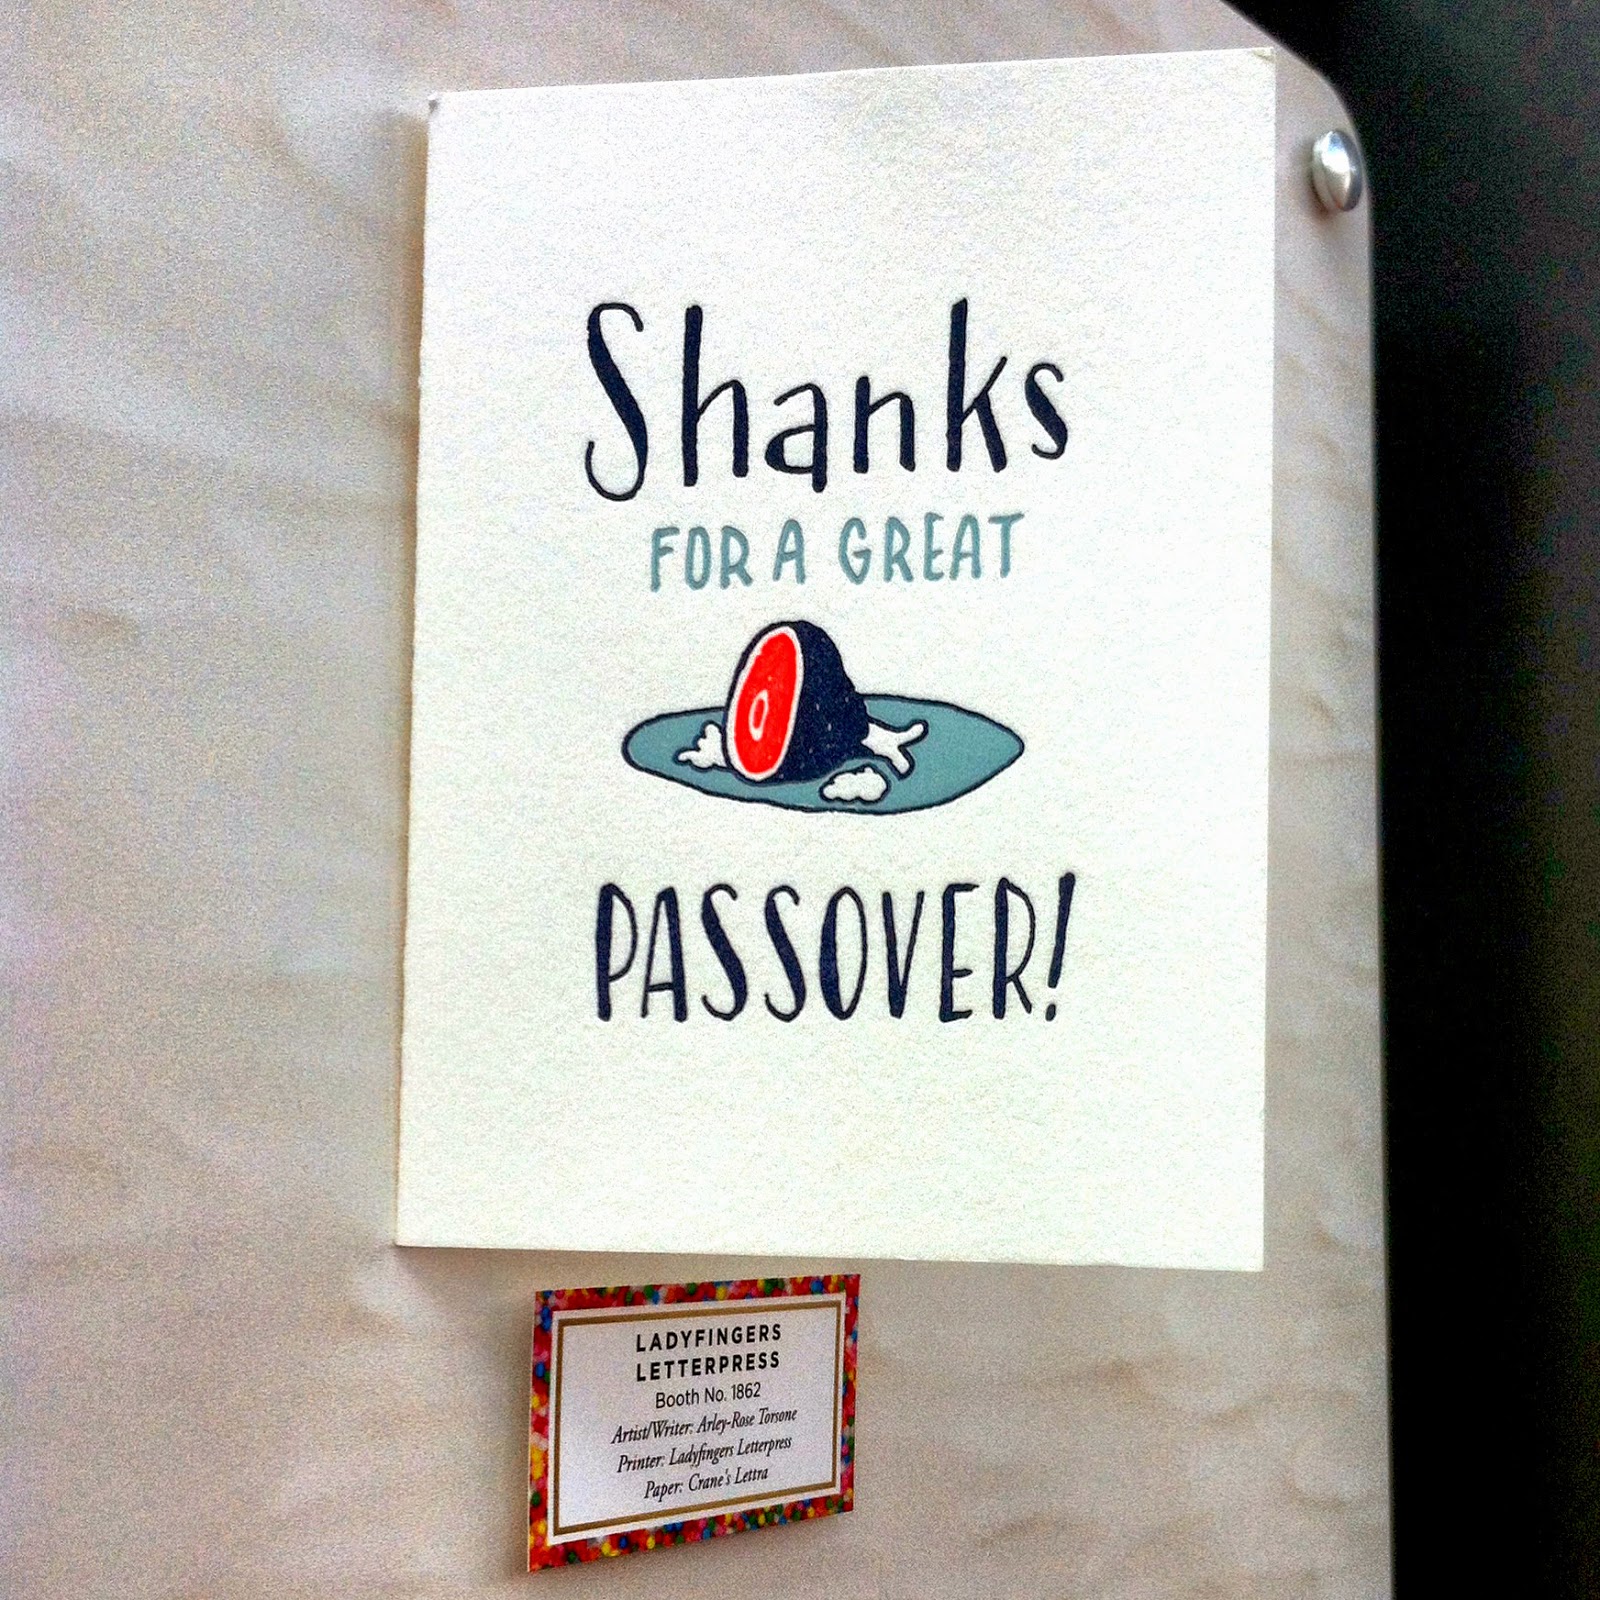 Shanks
FOR A GREAT
PASSOVER!
LADYFINGERS
LETTERPRESS
Booth No. 1862
Artist/Writer: Arley-Rose Torsone
Printer: Ladyfingers Letterpress
Paper: Crane's Lettra